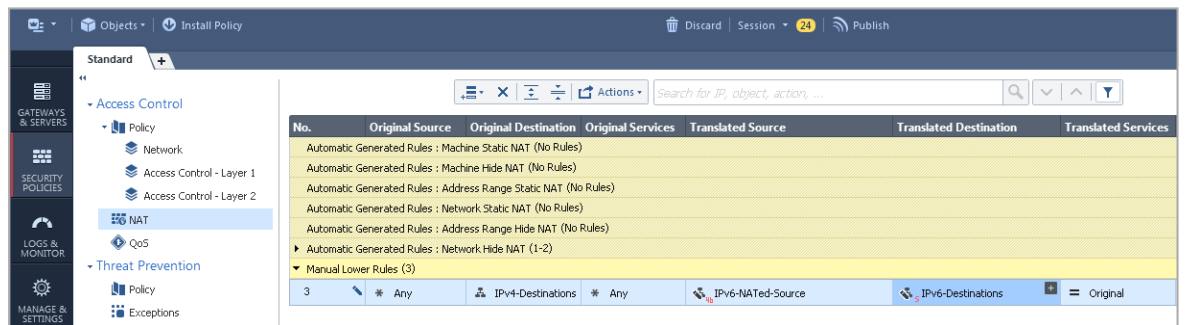 Objects Install Policy Discard Session 24 Publish
Standard +
GATEWAYS
& SERVERS
SECURITY
POLICIES
LOGS &
MONITOR
MANAGE &
SETTINGS
Access Control
Policy
Network
Access Control - Layer 1
Access Control - Layer 2
NAT
QoS
Threat Prevention
Policy
Exceptions
Actions Search for IP, object, action, ...
No. Original Source Original Destination Original Services Translated Source Translated Destination Translated Services
Automatic Generated Rules : Machine Static NAT (No Rules)
Automatic Generated Rules : Machine Hide NAT (No Rules)
Automatic Generated Rules : Address Range Static NAT (No Rules)
Automatic Generated Rules : Network Static NAT (No Rules)
Automatic Generated Rules : Address Range Hide NAT (No Rules)
Automatic Generated Rules : Network Hide NAT (1-2)
Manual Lower Rules (3)
3 Any IPv4-Destinations Any 4b IPv6-NATed-Source S IPv6-Destinations + = Original